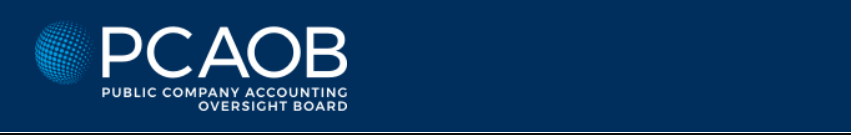 PCAOB
PUBLIC COMPANY ACCOUNTING
OVERSIGHT BOARD